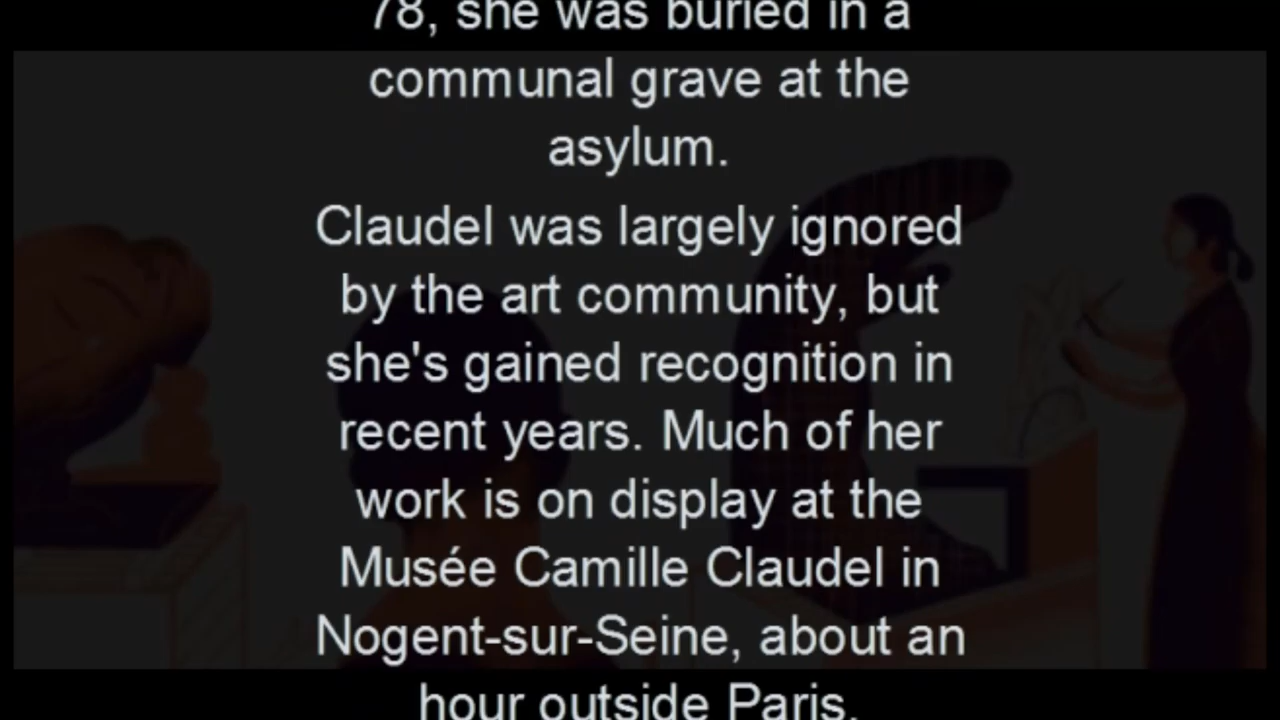 78, she was buried in a
communal grave at the
asylum.
Claudel was largely ignored
by the art community, but
she's gained recognition in
recent years. Much of her
work is on display at the
Musée Camille Claudel in
Nogent-sur-Seine, about an
hour outside Paris.